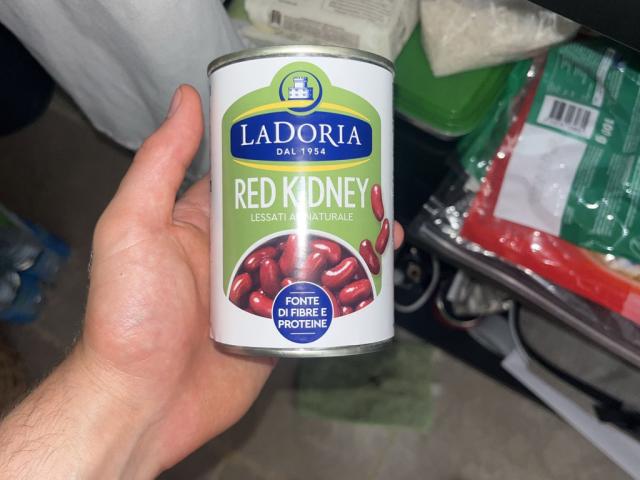 LADORIA
DAL 1954
RED KIDNEY
LESSATI AL NATURALE
FONTE
DI FIBRE E
PROTEINE